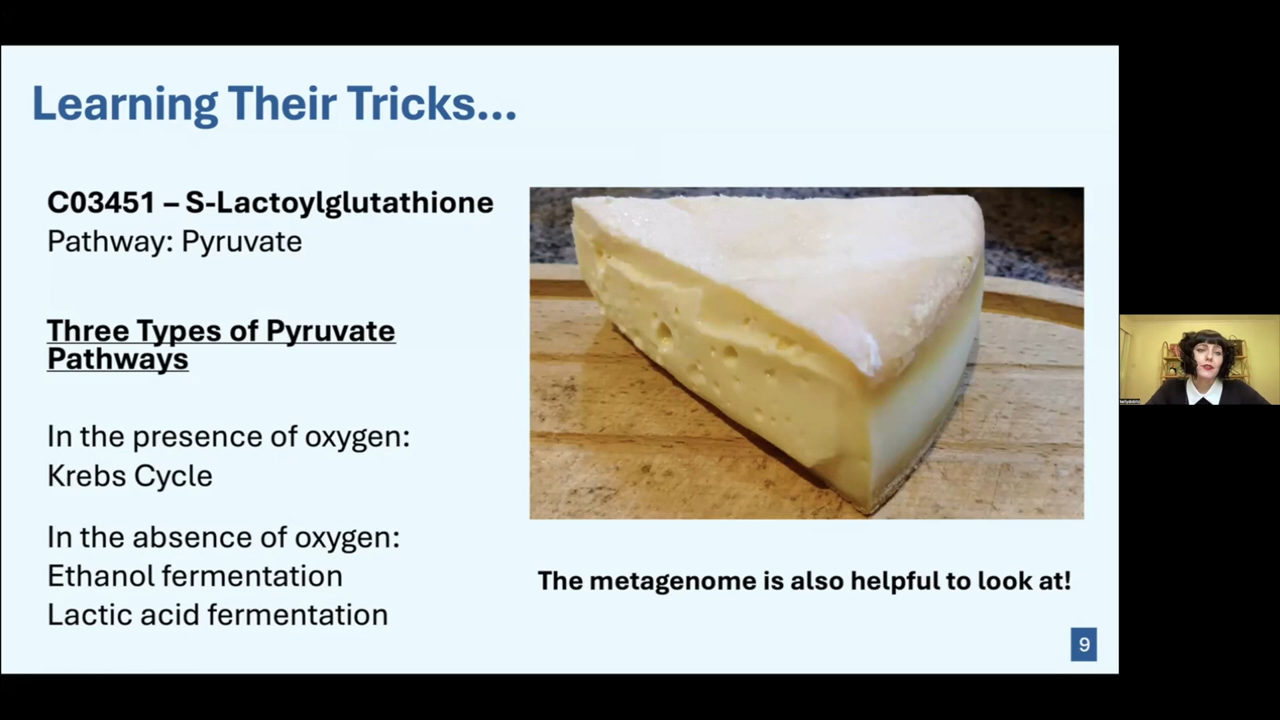 Learning Their Tricks...
C03451 – S-Lactoylglutathione
Pathway: Pyruvate
Three Types of Pyruvate
Pathways
In the presence of oxygen:
Krebs Cycle
In the absence of oxygen:
Ethanol fermentation
Lactic acid fermentation
The metagenome is also helpful to look at!
9